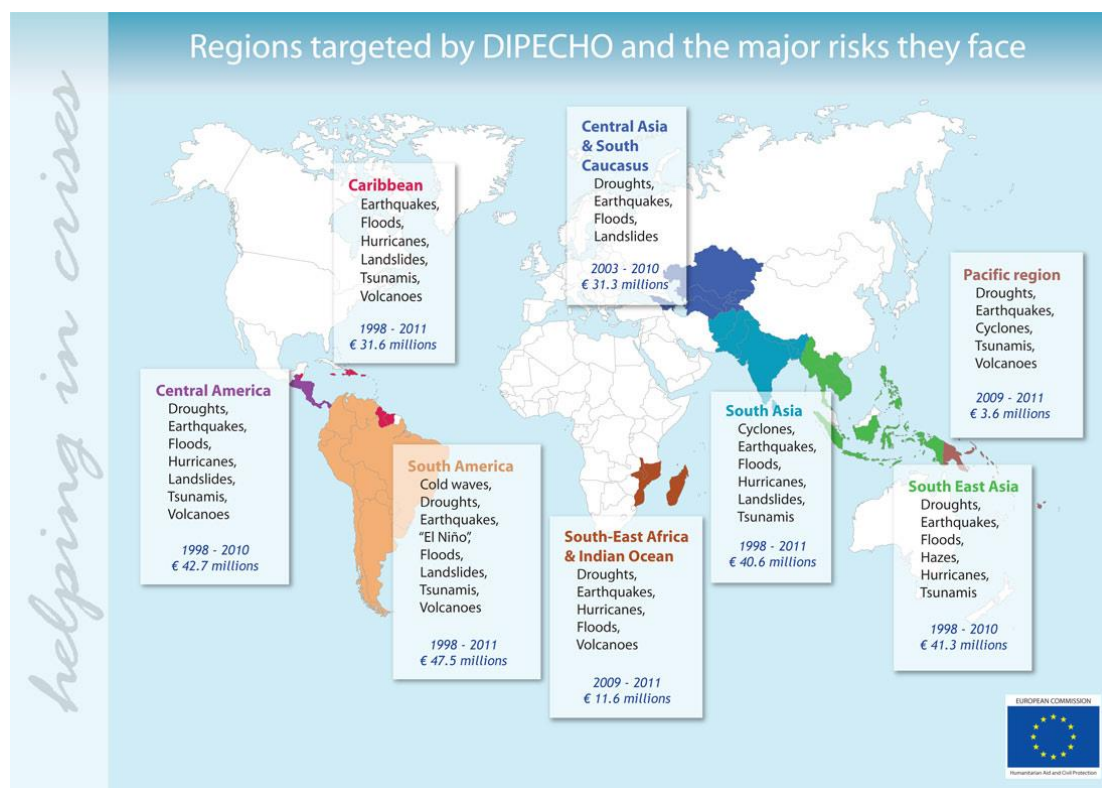 Regions targeted by DIPECHO and the major risks they face
helping in crises
Caribbean
Earthquakes,
Floods,
Hurricanes,
Landslides,
Tsunamis,
Volcanoes
1998 - 2011
€ 31.6 millions
Central Asia
& South
Caucasus
Droughts,
Earthquakes,
Floods,
Landslides
2003 - 2010
€ 31.3 millions
Pacific region
Droughts,
Earthquakes,
Cyclones,
Tsunamis,
Volcanoes
2009 - 2011
€ 3.6 millions
Central America
Droughts,
Earthquakes,
Floods,
Hurricanes,
Landslides,
Tsunamis,
Volcanoes
1998 - 2010
€ 42.7 millions
South America
Cold waves,
Droughts,
Earthquakes,
“El Niño”,
Floods,
Landslides,
Tsunamis,
Volcanoes
1998 - 2011
€ 47.5 millions
South-East Africa
& Indian Ocean
Droughts,
Earthquakes,
Hurricanes,
Floods,
Volcanoes
2009 - 2011
€ 11.6 millions
South Asia
Cyclones,
Earthquakes,
Floods,
Hurricanes,
Landslides,
Tsunamis
1998 - 2011
€ 40.6 millions
South East Asia
Droughts,
Earthquakes,
Floods,
Hazes,
Hurricanes,
Tsunamis
1998 - 2010
€ 41.3 millions
EUROPEAN COMMISSION
Humanitarian Aid and Civil Protection